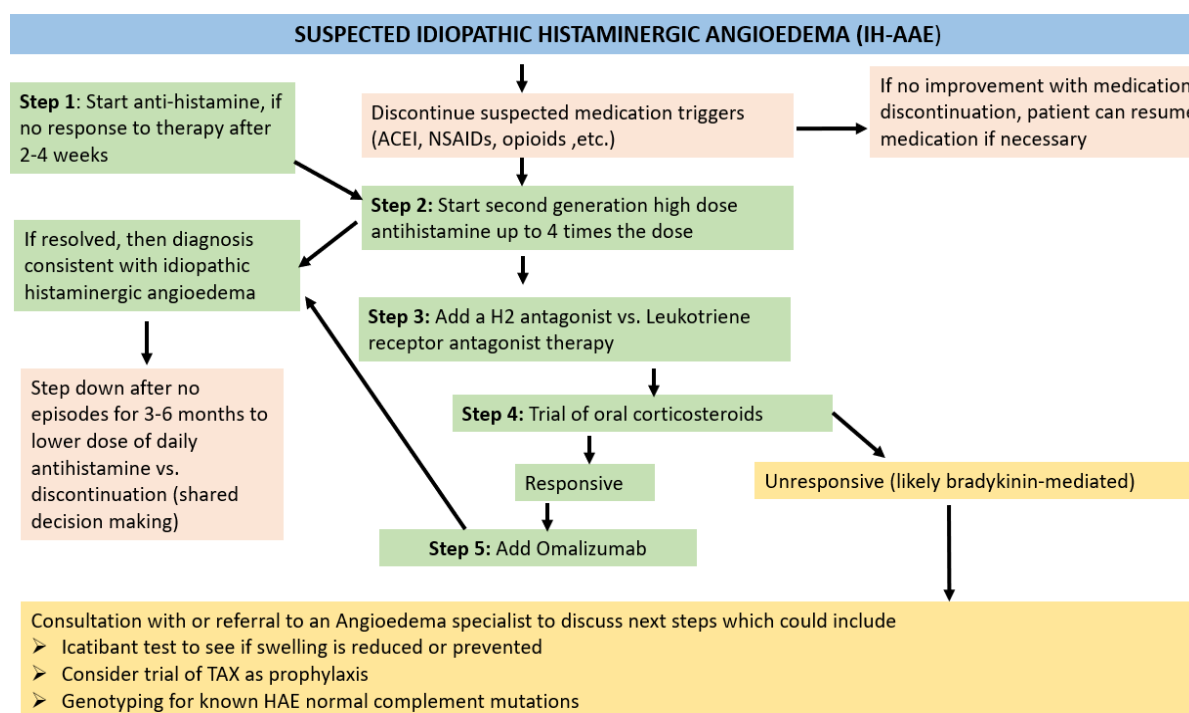 SUSPECTED IDIOPATHIC HISTAMINERGIC ANGIOEDEMA (IH-AAE)
Step 1: Start anti-histamine, if
no response to therapy after
2-4 weeks
Discontinue suspected medication triggers
(ACEI, NSAIDs, opioids ,etc.)
If no improvement with medication
discontinuation, patient can resume
medication if necessary
Step 2: Start second generation high dose
antihistamine up to 4 times the dose
If resolved, then diagnosis
consistent with idiopathic
histaminergic angioedema
Step 3: Add a H2 antagonist vs. Leukotriene
receptor antagonist therapy
Step down after no
episodes for 3-6 months to
lower dose of daily
antihistamine vs.
discontinuation (shared
decision making)
Step 4: Trial of oral corticosteroids
Responsive
Unresponsive (likely bradykinin-mediated)
Step 5: Add Omalizumab
Consultation with or referral to an Angioedema specialist to discuss next steps which could include
➢ Icatibant test to see if swelling is reduced or prevented
➢ Consider trial of TAX as prophylaxis
➢ Genotyping for known HAE normal complement mutations